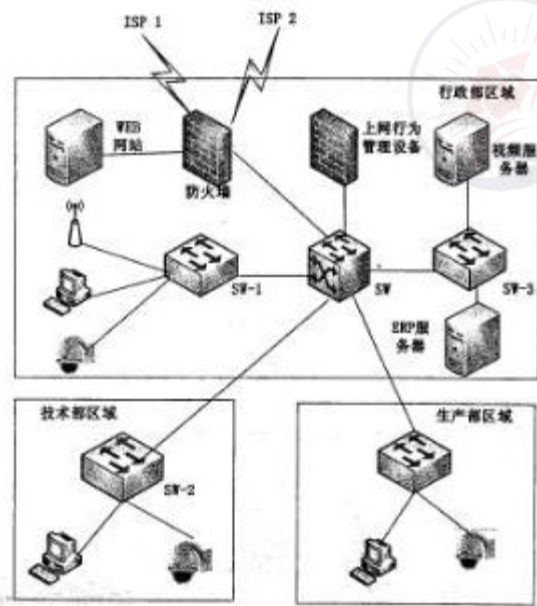 ISP 1
ISP 2
行政部区域
WEB
网站
防火墙
上网行为
管理设备
视频服
务器
SW-1
SW
SW-3
ERP服
务器
技术部区域
SW-2
生产部区域